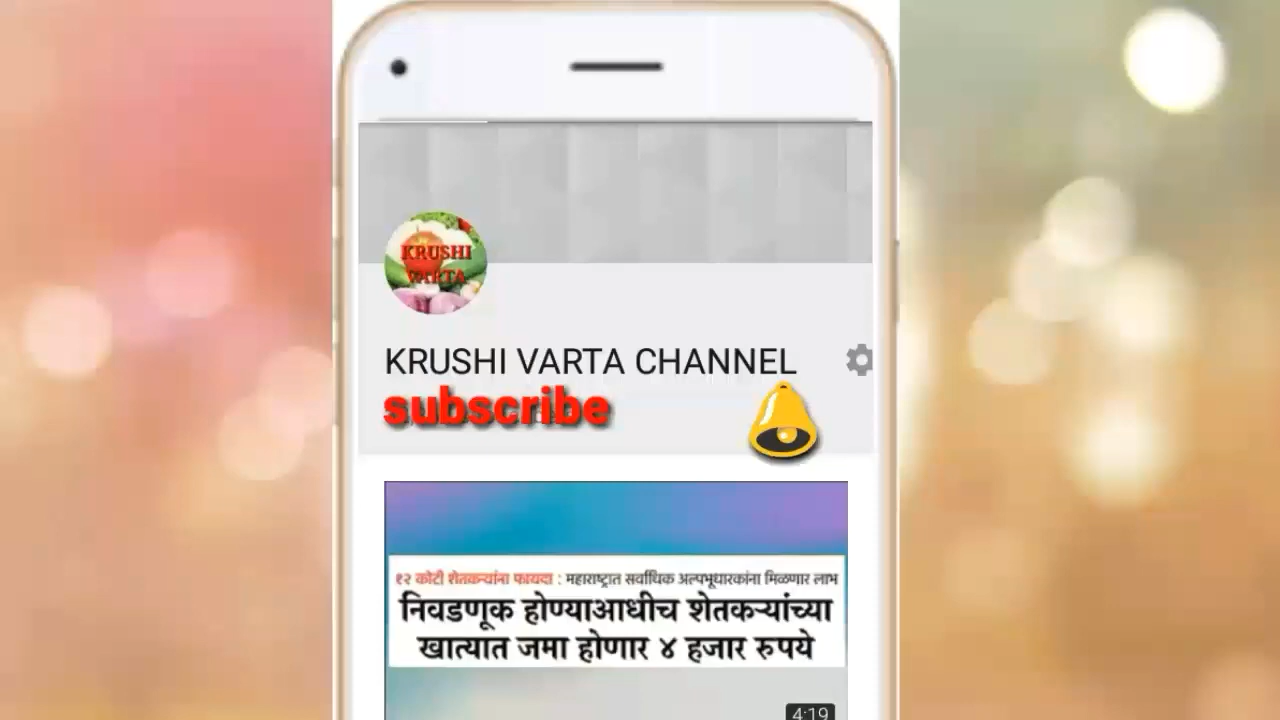 KRUSHI
VARTA
KRUSHI VARTA CHANNEL
subscribe
१२ कोटी शेतकऱ्यांना फायदा : महाराष्ट्रात सर्वाधिक अल्पभूधारकांना मिळणार लाभ
निवडणूक होण्याआधीच शेतकऱ्यांच्या
खात्यात जमा होणार ४ हजार रुपये
4:19